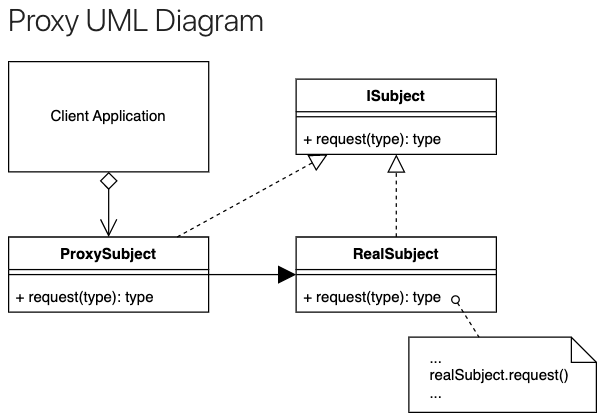 Proxy UML Diagram
Client Application
ISubject
+ request(type): type
ProxySubject
+ request(type): type
RealSubject
+ request(type): type
...
realSubject.request()
...